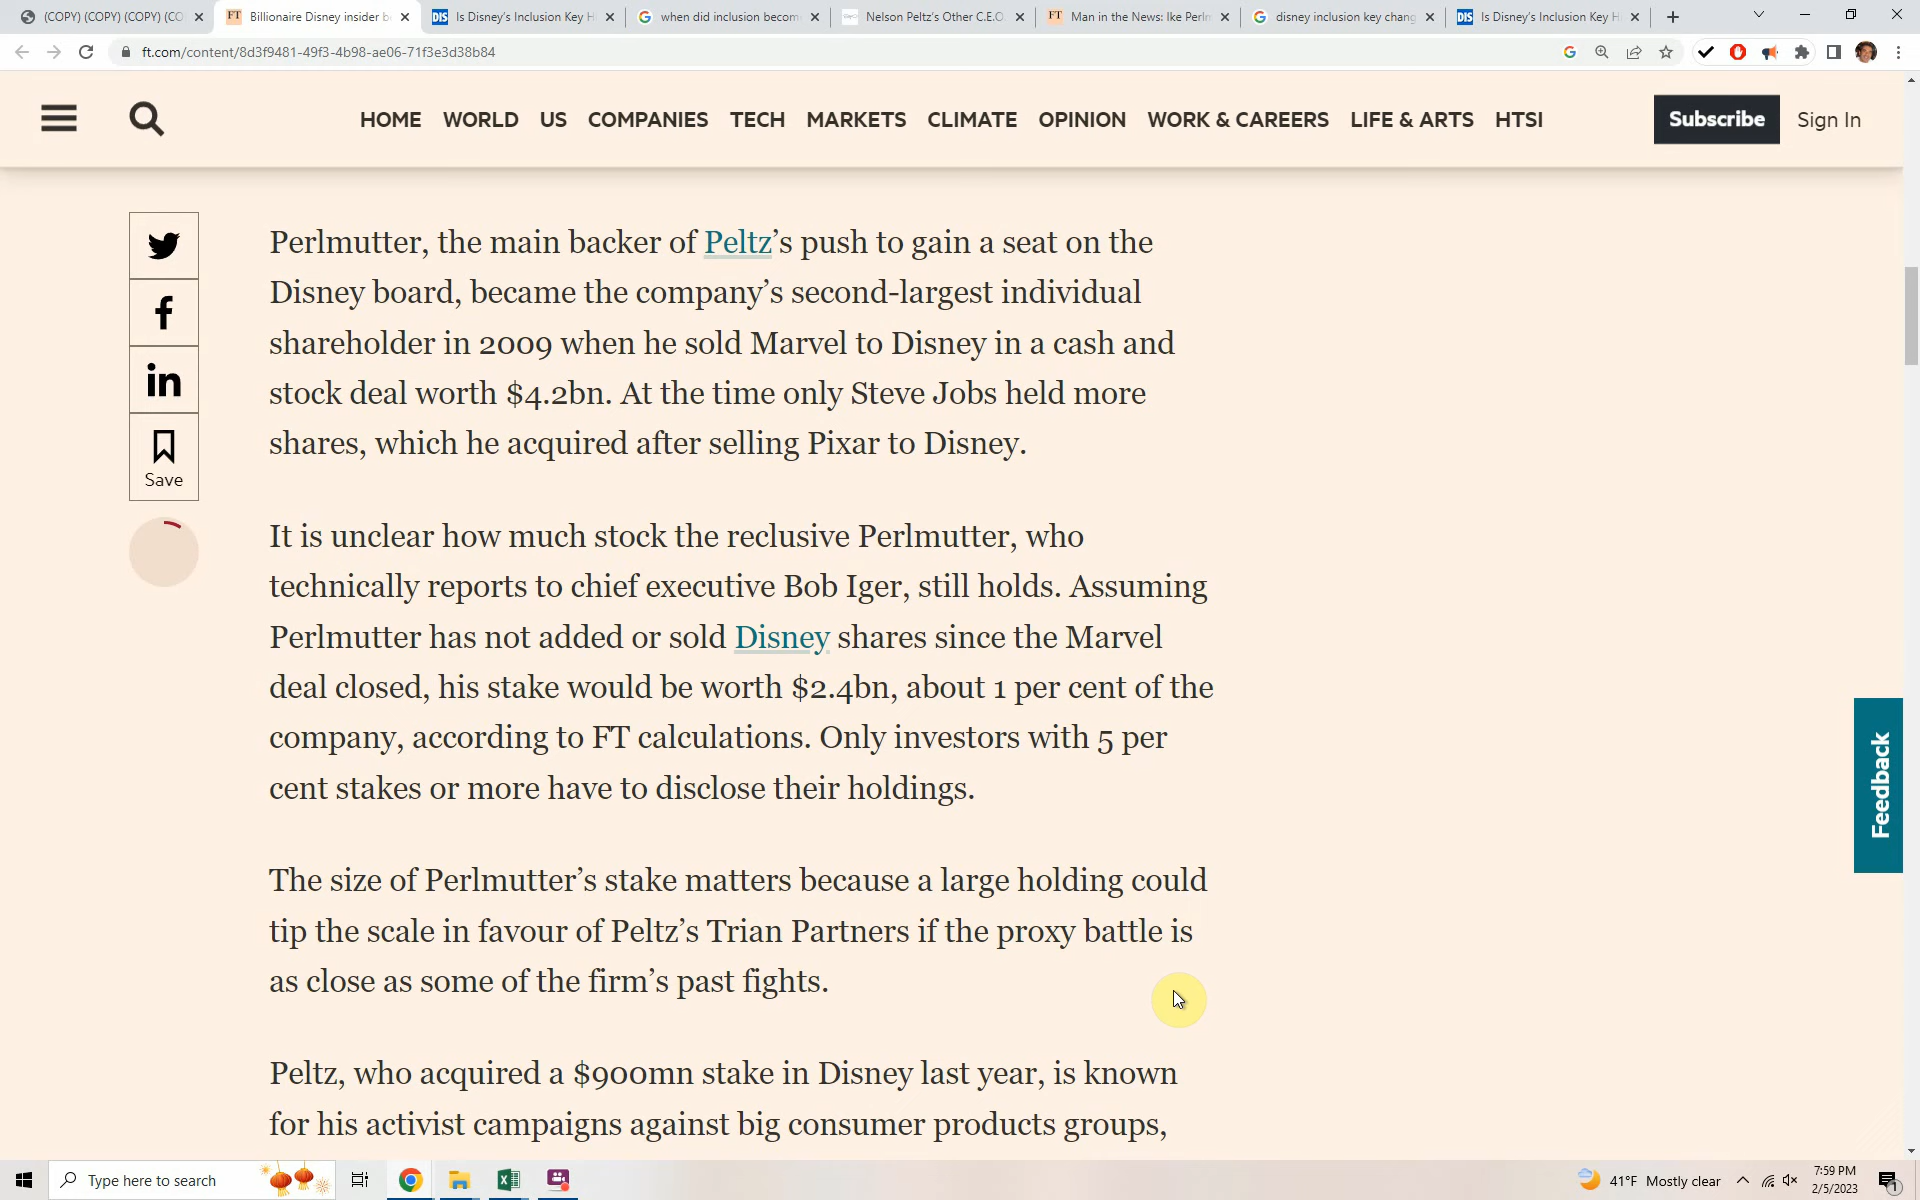 (COPY) (COPY) (COPY) (CO
Billionaire Disney insider b
Is Disney's Inclusion Key H
when did inclusion becom
Nelson Peltz's Other C.E.O.
Man in the News: Ike Perlm
disney inclusion key chang
Is Disney's Inclusion Key H
ft.com/content/8d3f9481-49f3-4b98-ae06-71f3e3d38b84
HOME WORLD US COMPANIES TECH MARKETS CLIMATE OPINION WORK & CAREERS LIFE & ARTS HTSI
Subscribe
Sign In
Save
Perlmutter, the main backer of Peltz’s push to gain a seat on the
Disney board, became the company’s second-largest individual
shareholder in 2009 when he sold Marvel to Disney in a cash and
stock deal worth $4.2bn. At the time only Steve Jobs held more
shares, which he acquired after selling Pixar to Disney.
It is unclear how much stock the reclusive Perlmutter, who
technically reports to chief executive Bob Iger, still holds. Assuming
Perlmutter has not added or sold Disney shares since the Marvel
deal closed, his stake would be worth $2.4bn, about 1 per cent of the
company, according to FT calculations. Only investors with 5 per
cent stakes or more have to disclose their holdings.
The size of Perlmutter’s stake matters because a large holding could
tip the scale in favour of Peltz’s Trian Partners if the proxy battle is
as close as some of the firm’s past fights.
Peltz, who acquired a $900mn stake in Disney last year, is known
for his activist campaigns against big consumer products groups,
Feedback
Type here to search
41°F Mostly clear
7:59 PM
2/5/2023